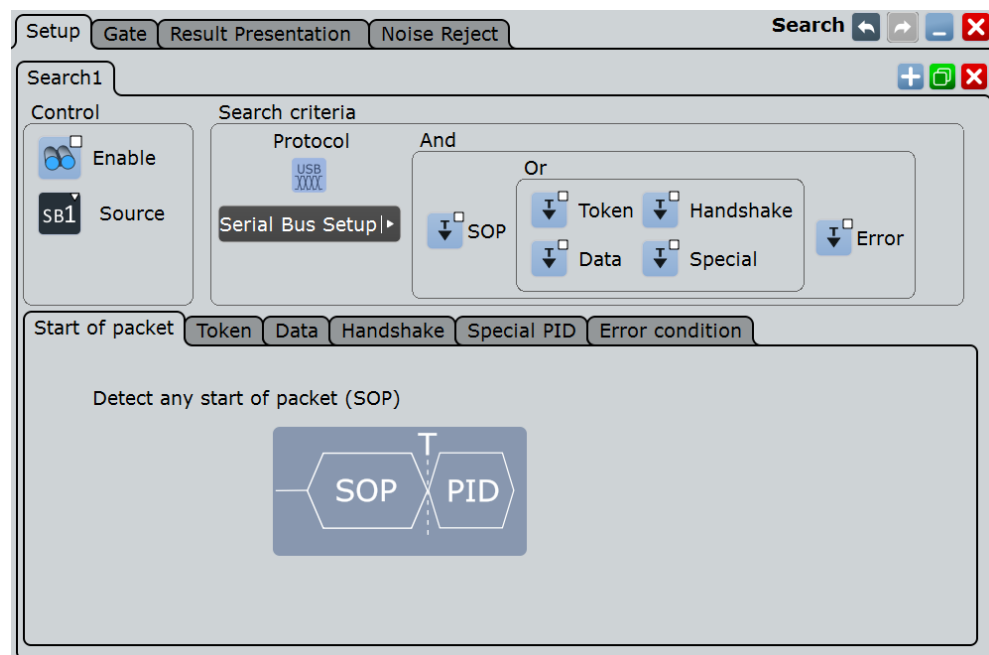 Setup Gate Result Presentation Noise Reject Search
Search1
Control Search criteria
Protocol And
USB
Or
Enable
Token Handshake
SB1 Source
Serial Bus Setup
SOP
Error
Data Special
Start of packet Token Data Handshake Special PID Error condition
Detect any start of packet (SOP)
T
SOP PID